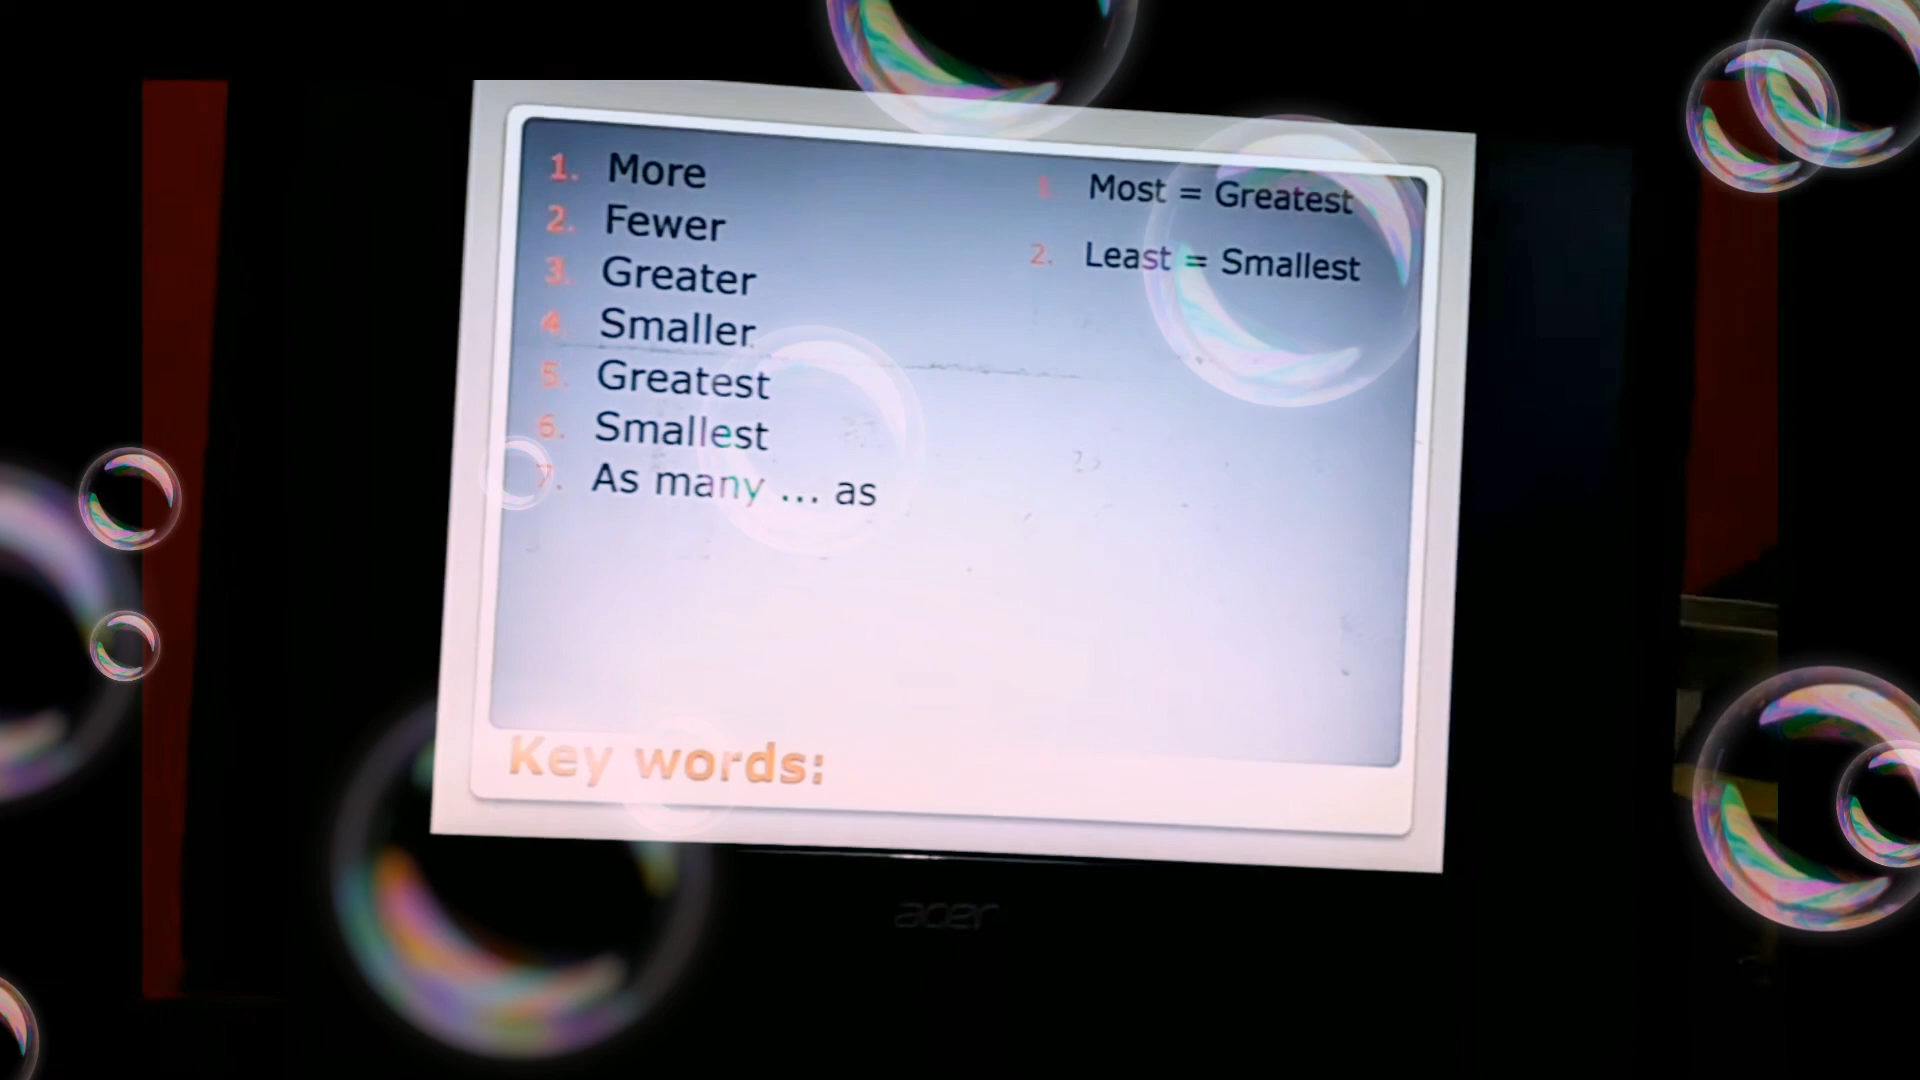 1. More
2. Fewer
3. Greater
4. Smaller
5. Greatest
6. Smallest
7. As many ... as
1. Most = Greatest
2. Least = Smallest
Key words:
acer